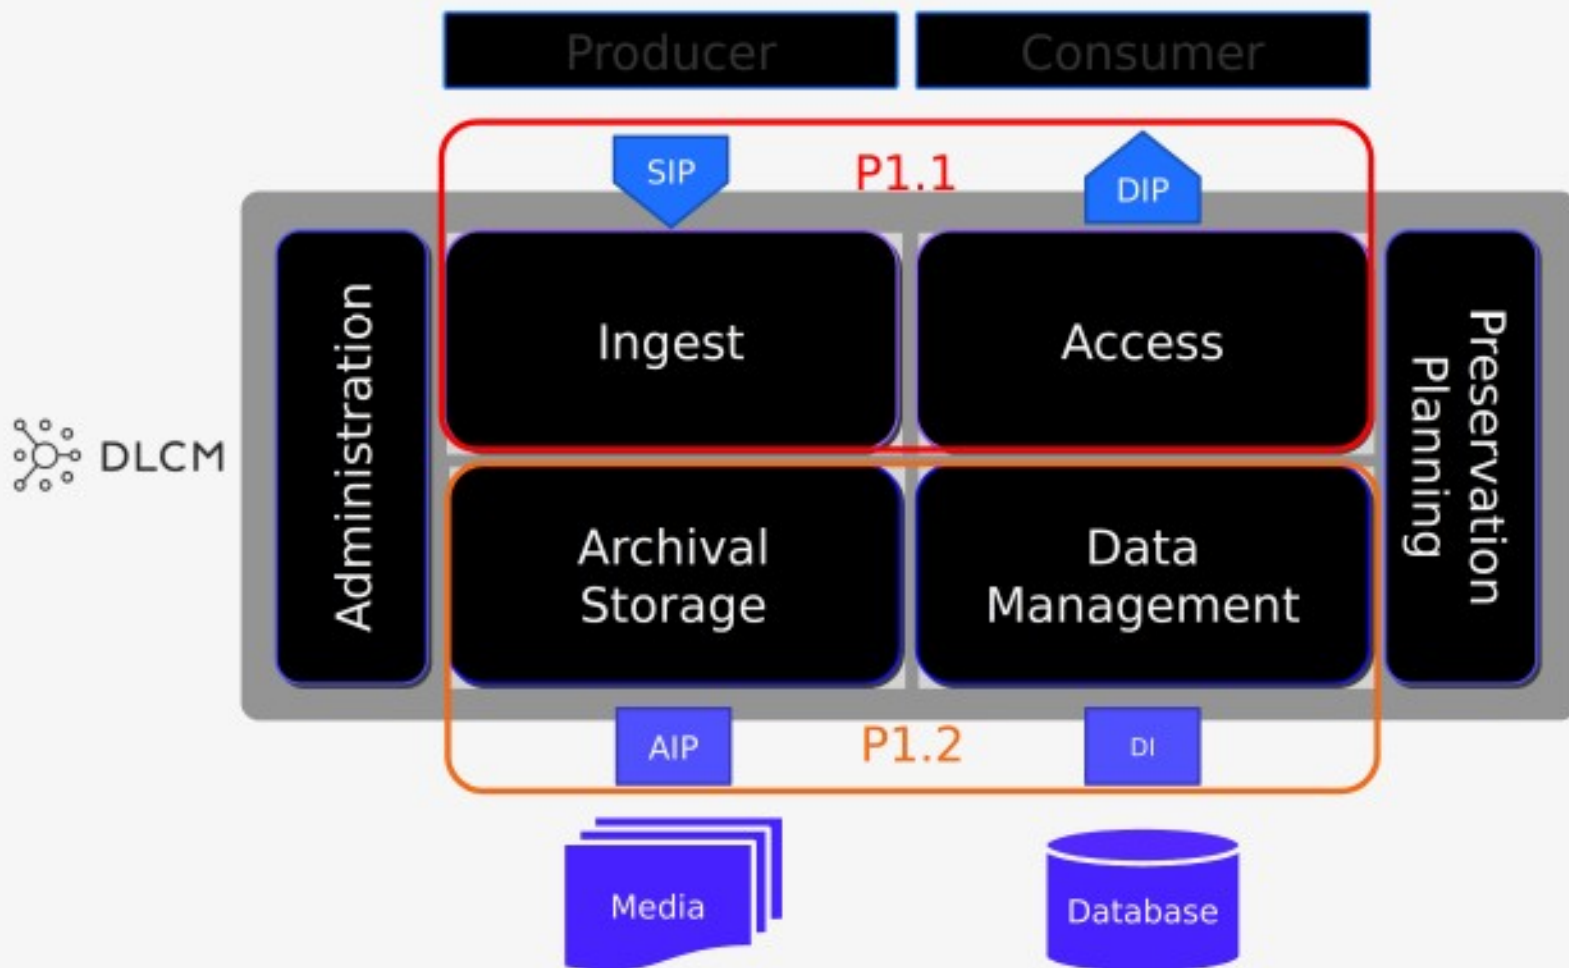 Producer
Consumer
SIP
P1.1
DIP
Administration
Ingest
Access
Preservation
Planning
DLCM
Archival
Storage
Data
Management
AIP
P1.2
DI
Media
Database